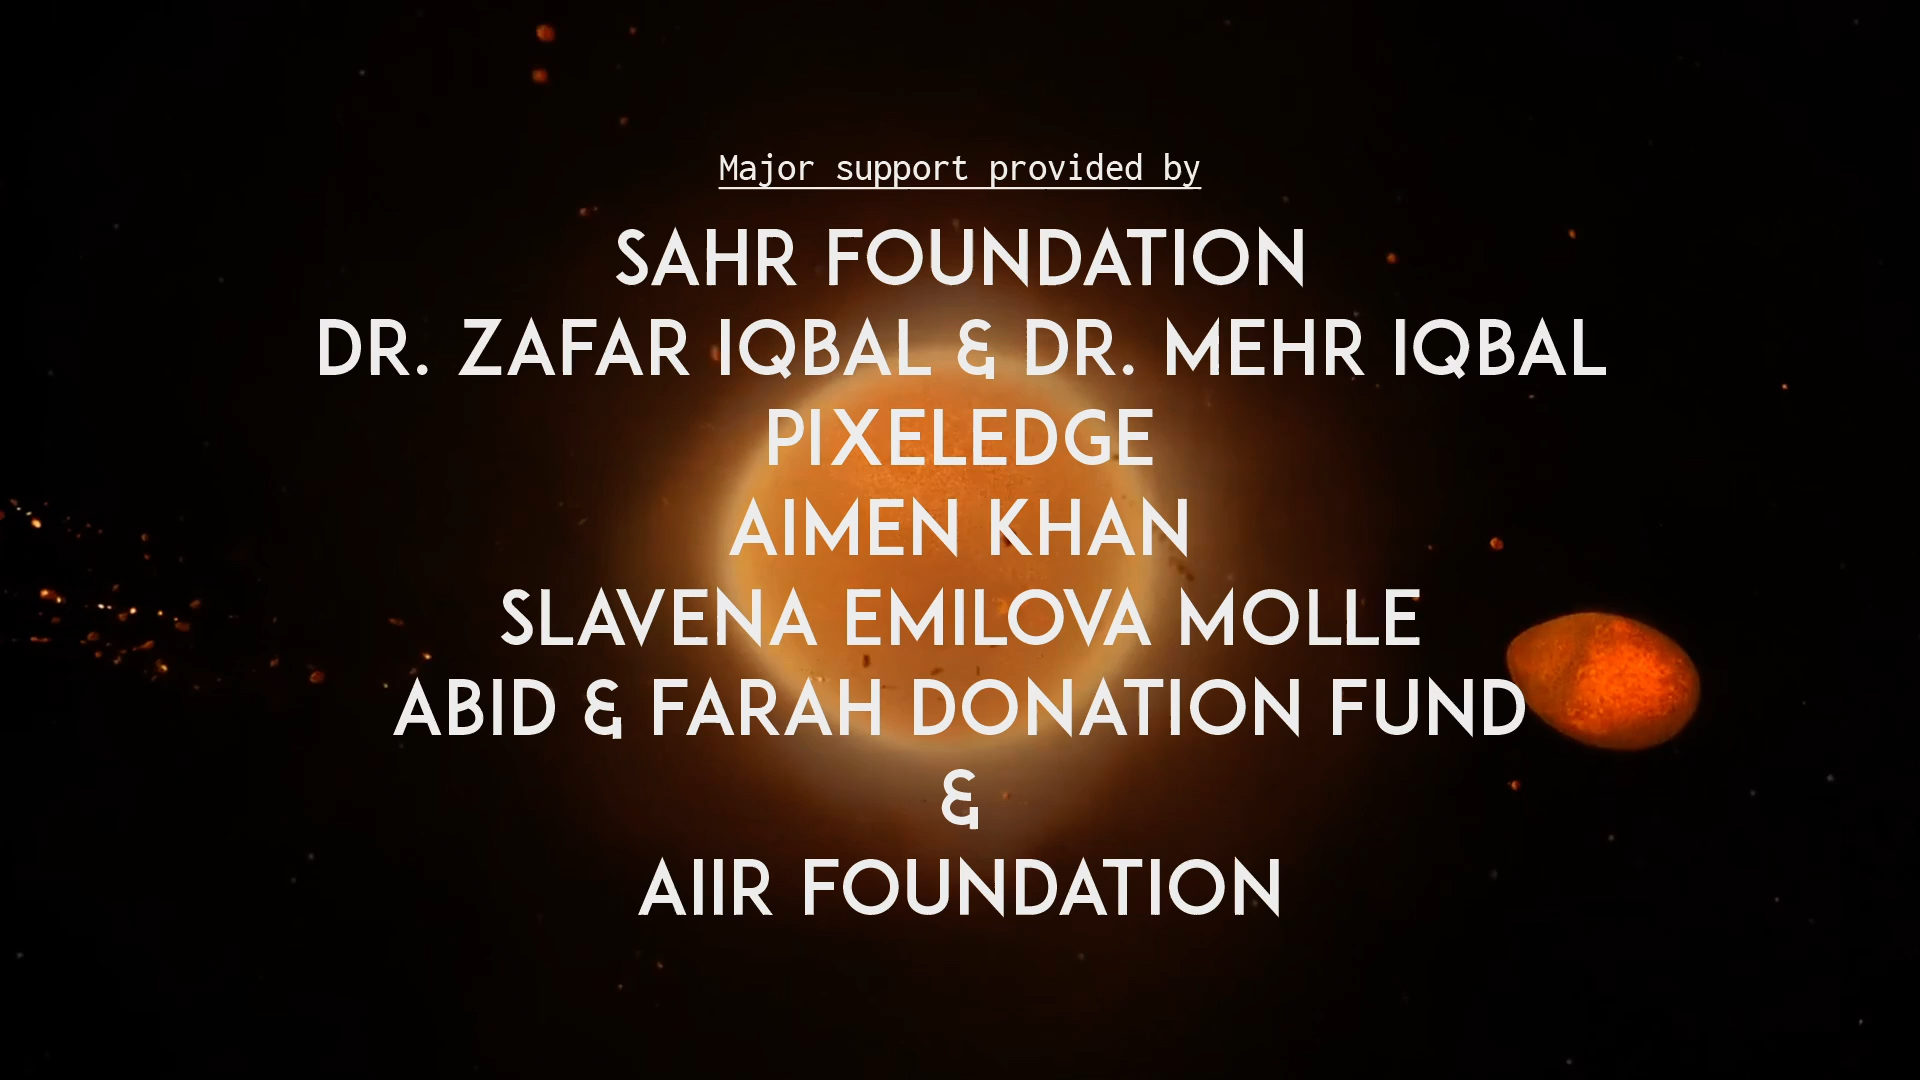 Major support provided by
SAHR FOUNDATION
DR. ZAFAR IQBAL & DR. MEHR IQBAL
PIXELEDGE
AIMEN KHAN
SLAVENA EMILOVA MOLLE
ABID & FARAH DONATION FUND
&
AIIR FOUNDATION